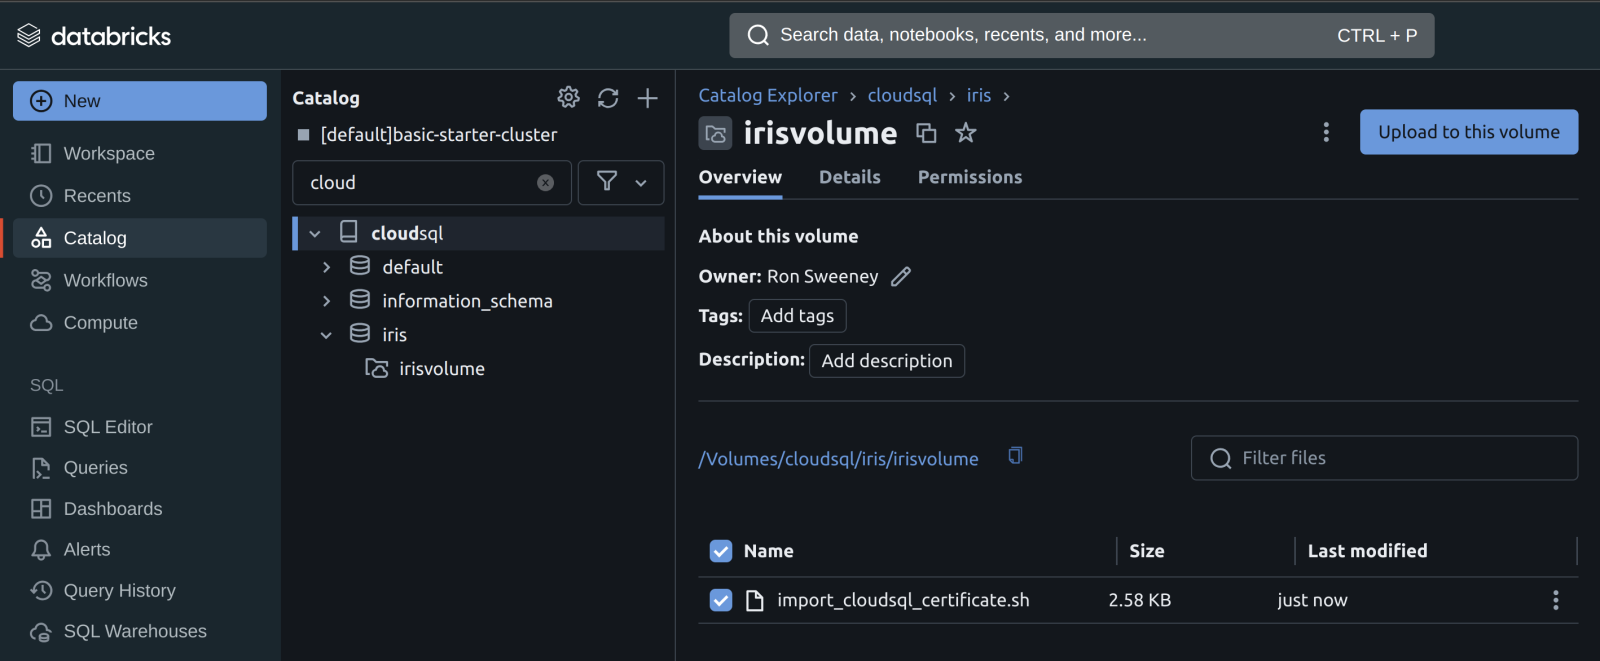 databricks
Search data, notebooks, recents, and more... CTRL + P
New
Workspace
Recents
Catalog
Workflows
Compute
SQL
SQL Editor
Queries
Dashboards
Alerts
Query History
SQL Warehouses
Catalog
[default]basic-starter-cluster
cloud
cloudsql
default
information_schema
iris
irisvolume
Catalog Explorer > cloudsql > iris >
irisvolume
Upload to this volume
Overview Details Permissions
About this volume
Owner: Ron Sweeney
Tags: Add tags
Description: Add description
/Volumes/cloudsql/iris/irisvolume
Filter files
Name Size Last modified
import_cloudsql_certificate.sh 2.58 KB just now